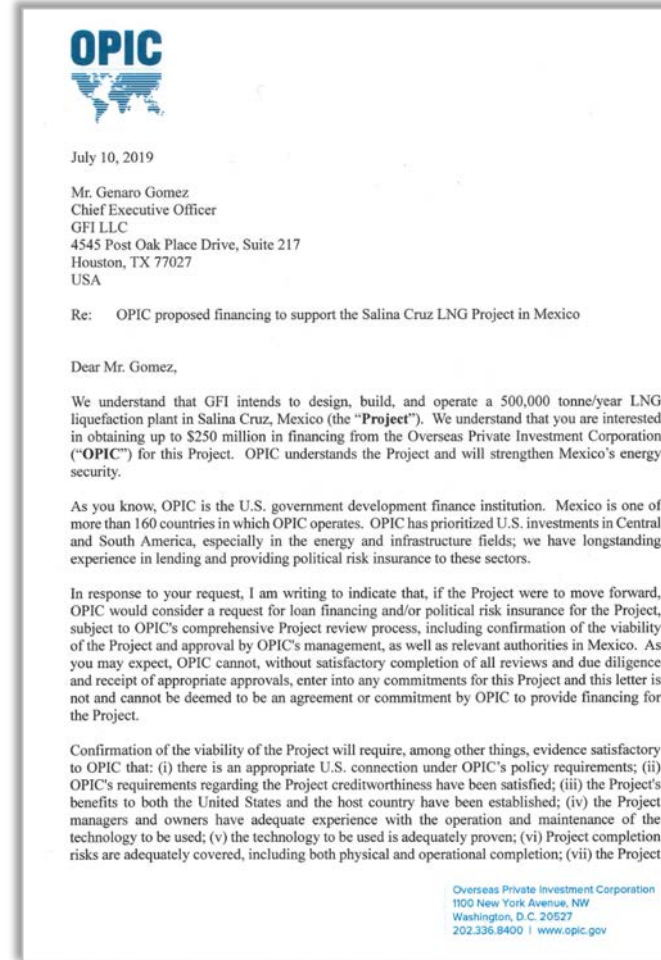 OPIC
July 10, 2019
Mr. Genaro Gomez
Chief Executive Officer
GFI LLC
4545 Post Oak Place Drive, Suite 217
Houston, TX 77027
USA
Re: OPIC proposed financing to support the Salina Cruz LNG Project in Mexico
Dear Mr. Gomez,
We understand that GFI intends to design, build, and operate a 500,000 tonne/year LNG
liquefaction plant in Salina Cruz, Mexico (the “Project”). We understand that you are interested
in obtaining up to $250 million in financing from the Overseas Private Investment Corporation
(“OPIC”) for this Project. OPIC understands the Project and will strengthen Mexico’s energy
security.
As you know, OPIC is the U.S. government development finance institution. Mexico is one of
more than 160 countries in which OPIC operates. OPIC has prioritized U.S. investments in Central
and South America, especially in the energy and infrastructure fields; we have longstanding
experience in lending and providing political risk insurance to these sectors.
In response to your request, I am writing to indicate that, if the Project were to move forward,
OPIC would consider a request for loan financing and/or political risk insurance for the Project,
subject to OPIC's comprehensive Project review process, including confirmation of the viability
of the Project and approval by OPIC's management, as well as relevant authorities in Mexico. As
you may expect, OPIC cannot, without satisfactory completion of all reviews and due diligence
and receipt of appropriate approvals, enter into any commitments for this Project and this letter is
not and cannot be deemed to be an agreement or commitment by OPIC to provide financing for
the Project.
Confirmation of the viability of the Project will require, among other things, evidence satisfactory
to OPIC that: (i) there is an appropriate U.S. connection under OPIC’s policy requirements; (ii)
OPIC's requirements regarding the Project creditworthiness have been satisfied; (iii) the Project's
benefits to both the United States and the host country have been established; (iv) the Project
managers and owners have adequate experience with the operation and maintenance of the
technology to be used; (v) the technology to be used is adequately proven; (vi) Project completion
risks are adequately covered, including both physical and operational completion; (vii) the Project
Overseas Private Investment Corporation
1100 New York Avenue, NW
Washington, D.C. 20527
202.336.8400 | www.opic.gov